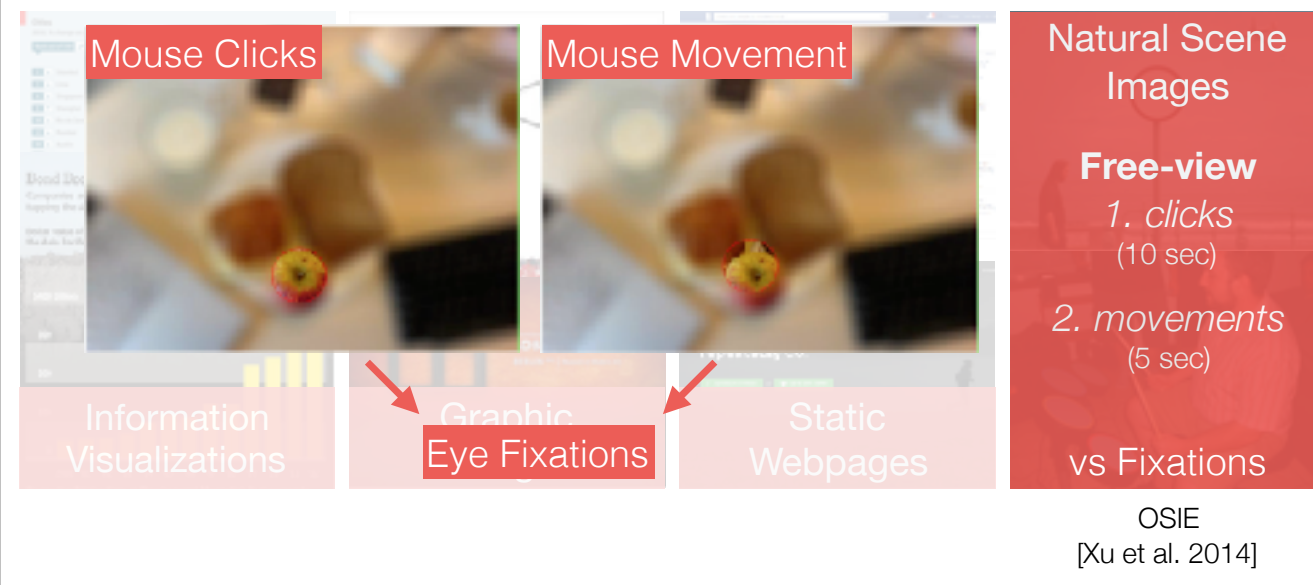 Mouse Clicks
Mouse Movement
Natural Scene
Images
Free-view
1. clicks
(10 sec)
2. movements
(5 sec)
vs Fixations
Information
Visualizations
Graphic
Eye Fixations
Static
Webpages
OSIE
[Xu et al. 2014]